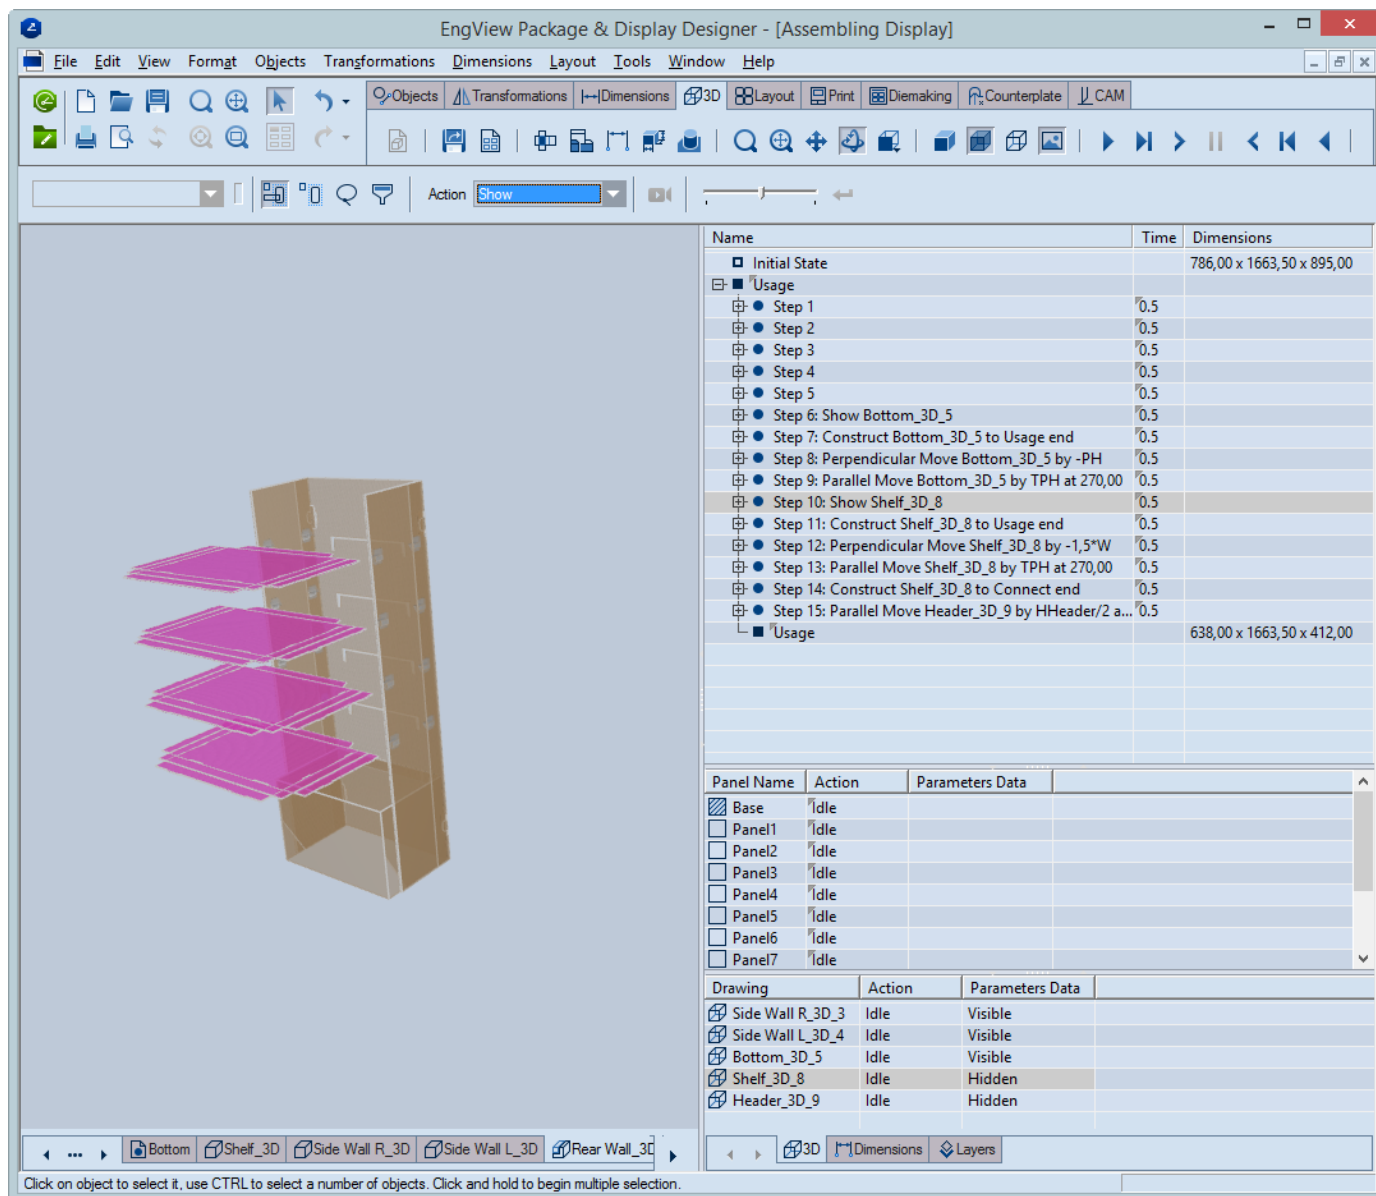 EngView Package & Display Designer - [Assembling Display]
File Edit View Format Objects Transformations Dimensions Layout Tools Window Help
Objects Transformations Dimensions 3D Layout Print Diemaking Counterplate CAM
Action Show
Name Time Dimensions
Initial State 786,00 x 1663,50 x 895,00
Usage
Step 1 0.5
Step 2 0.5
Step 3 0.5
Step 4 0.5
Step 5 0.5
Step 6: Show Bottom_3D_5 0.5
Step 7: Construct Bottom_3D_5 to Usage end 0.5
Step 8: Perpendicular Move Bottom_3D_5 by -PH 0.5
Step 9: Parallel Move Bottom_3D_5 by TPH at 270,00 0.5
Step 10: Show Shelf_3D_8 0.5
Step 11: Construct Shelf_3D_8 to Usage end 0.5
Step 12: Perpendicular Move Shelf_3D_8 by -1,5*W 0.5
Step 13: Parallel Move Shelf_3D_8 by TPH at 270,00 0.5
Step 14: Construct Shelf_3D_8 to Connect end 0.5
Step 15: Parallel Move Header_3D_9 by HHeader/2 a... 0.5
Usage 638,00 x 1663,50 x 412,00
Panel Name Action Parameters Data
Base Idle
Panel1 Idle
Panel2 Idle
Panel3 Idle
Panel4 Idle
Panel5 Idle
Panel6 Idle
Panel7 Idle
Drawing Action Parameters Data
Side Wall R_3D_3 Idle Visible
Side Wall L_3D_4 Idle Visible
Bottom_3D_5 Idle Visible
Shelf_3D_8 Idle Hidden
Header_3D_9 Idle Hidden
... Bottom Shelf_3D Side Wall R_3D Side Wall L_3D Rear Wall_3D
3D Dimensions Layers
Click on object to select it, use CTRL to select a number of objects. Click and hold to begin multiple selection.